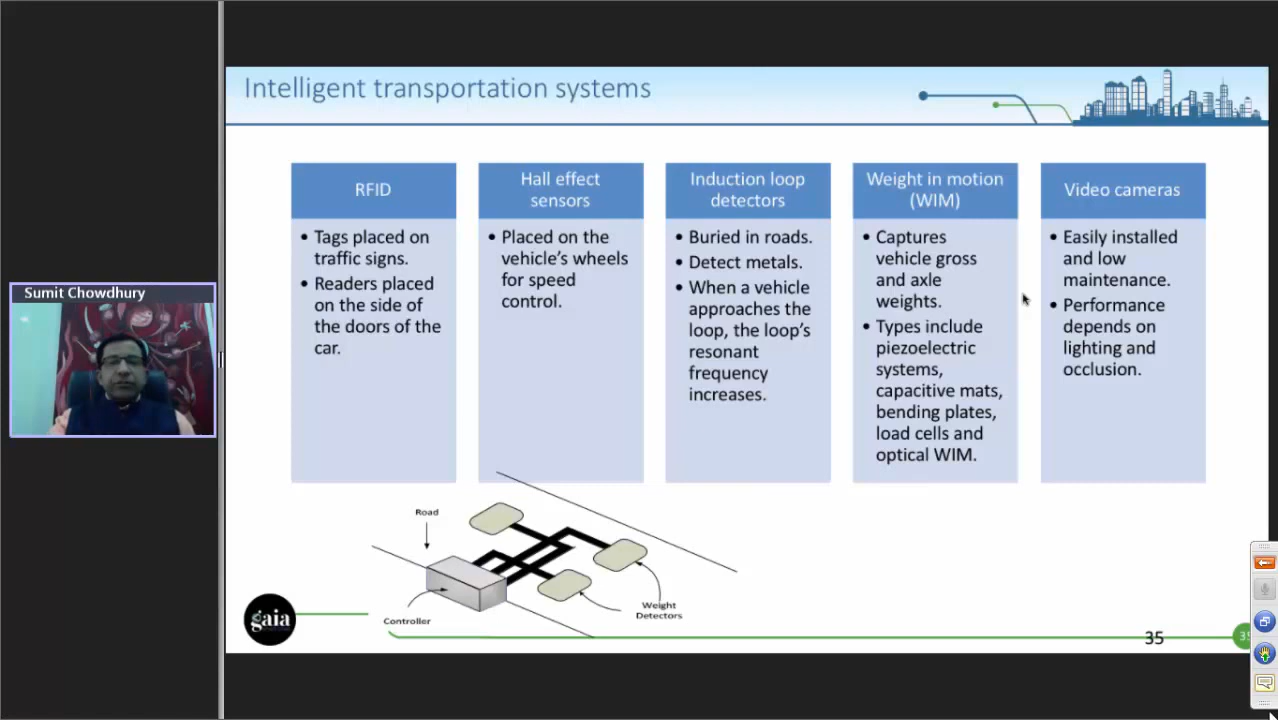 Intelligent transportation systems
Sumit Chowdhury
RFID
• Tags placed on
traffic signs.
• Readers placed
on the side of
the doors of the
car.
Hall effect
sensors
• Placed on the
vehicle's wheels
for speed
control.
Induction loop
detectors
• Buried in roads.
• Detect metals.
• When a vehicle
approaches the
loop, the loop's
resonant
frequency
increases.
Weight in motion
(WIM)
• Captures
vehicle gross
and axle
weights.
• Types include
piezoelectric
systems,
capacitive mats,
bending plates,
load cells and
optical WIM.
Video cameras
• Easily installed
and low
maintenance.
• Performance
depends on
lighting and
occlusion.
Road
Controller
Weight
Detectors
gaia
35